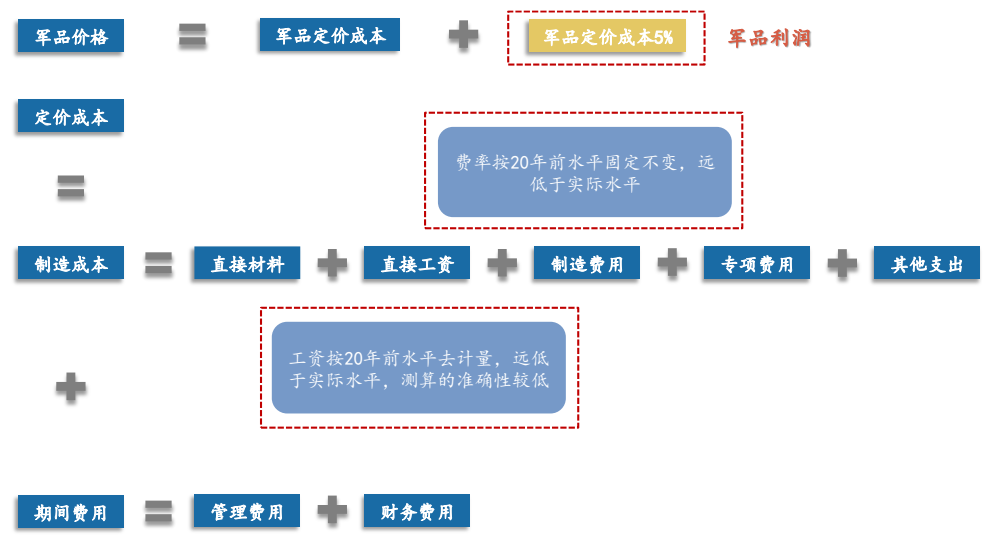 军品价格 = 军品定价成本 + 军品定价成本5% 军品利润
定价成本
=
费率按20年前水平固定不变，远
低于实际水平
制造成本 = 直接材料 + 直接工资 + 制造费用 + 专项费用 + 其他支出
+
工资按20年前水平去计量，远低
于实际水平，测算的准确性较低
期间费用 = 管理费用 + 财务费用